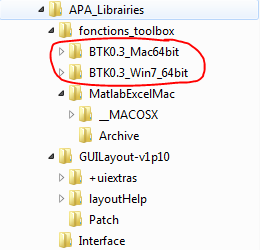 APA_Librairies
fonctions_toolbox
BTK0.3_Mac64bit
BTK0.3_Win7_64bit
MatlabExcelMac
__MACOSX
Archive
GUILayout-v1p10
+uiextras
layoutHelp
Patch
Interface